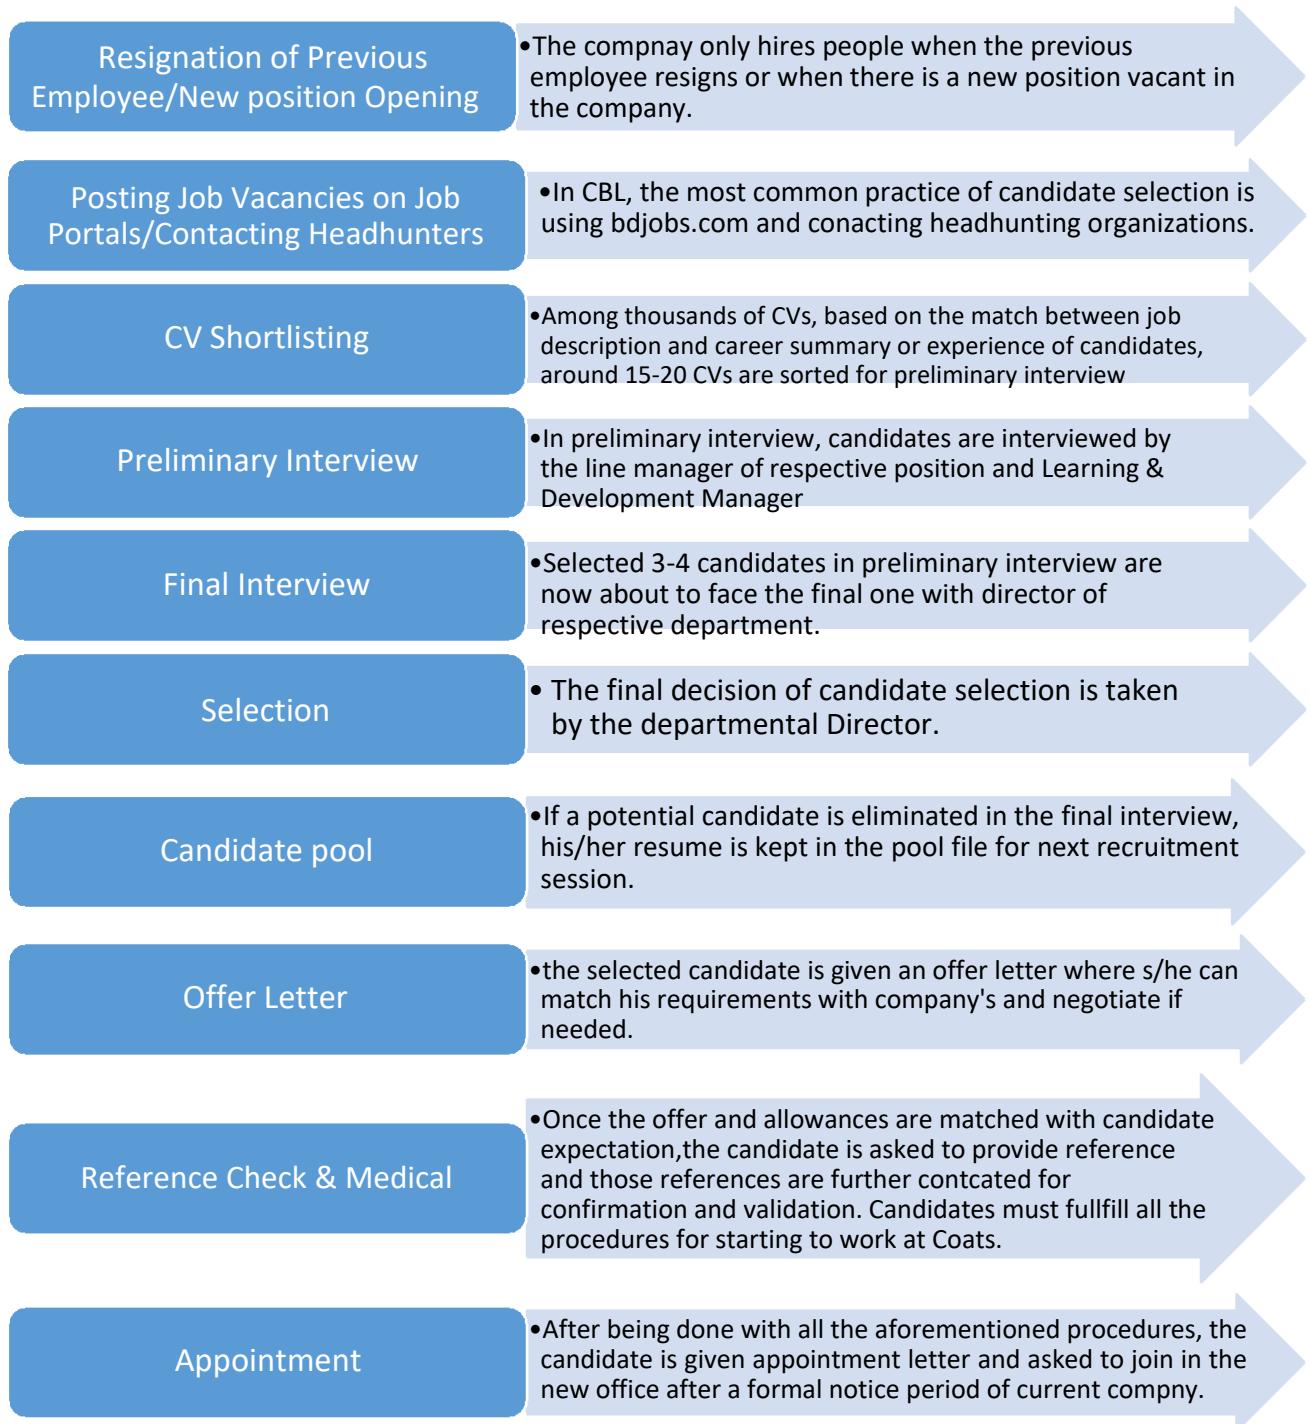 Resignation of Previous
Employee/New position Opening
•The compnay only hires people when the previous
employee resigns or when there is a new position vacant in
the company.
Posting Job Vacancies on Job
Portals/Contacting Headhunters
•In CBL, the most common practice of candidate selection is
using bdjobs.com and conacting headhunting organizations.
CV Shortlisting
•Among thousands of CVs, based on the match between job
description and career summary or experience of candidates,
around 15-20 CVs are sorted for preliminary interview
Preliminary Interview
•In preliminary interview, candidates are interviewed by
the line manager of respective position and Learning &
Development Manager
Final Interview
•Selected 3-4 candidates in preliminary interview are
now about to face the final one with director of
respective department.
Selection
• The final decision of candidate selection is taken
by the departmental Director.
Candidate pool
•If a potential candidate is eliminated in the final interview,
his/her resume is kept in the pool file for next recruitment
session.
Offer Letter
•the selected candidate is given an offer letter where s/he can
match his requirements with company's and negotiate if
needed.
Reference Check & Medical
•Once the offer and allowances are matched with candidate
expectation,the candidate is asked to provide reference
and those references are further contcated for
confirmation and validation. Candidates must fullfill all the
procedures for starting to work at Coats.
Appointment
•After being done with all the aforementioned procedures, the
candidate is given appointment letter and asked to join in the
new office after a formal notice period of current compny.